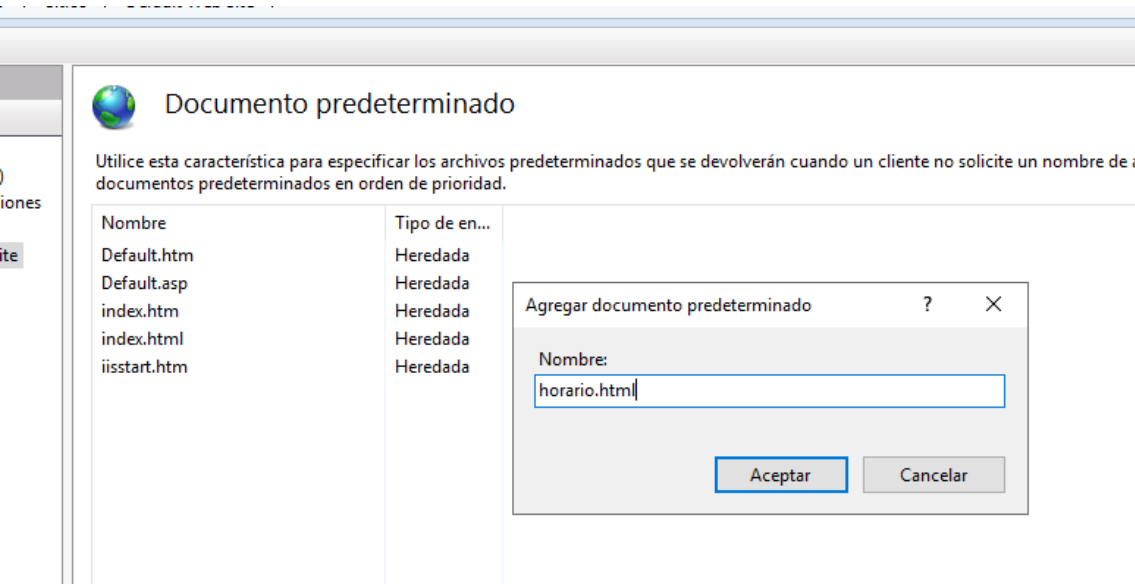 Documento predeterminado
Utilice esta característica para especificar los archivos predeterminados que se devolverán cuando un cliente no solicite un nombre de
documentos predeterminados en orden de prioridad.
)
iones
ite
Nombre Tipo de en...
Default.htm Heredada
Default.asp Heredada
index.htm Heredada
index.html Heredada
iisstart.htm Heredada
Agregar documento predeterminado ? X
Nombre:
horario.html
Aceptar Cancelar